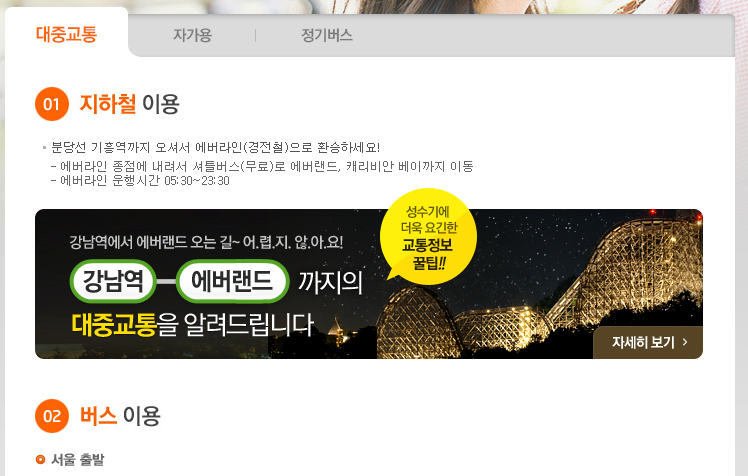 대중교통 자가용 정기버스
01 지하철 이용
분당선 기흥역까지 오셔서 에버라인(경전철)으로 환승하세요!
- 에버라인 종점에 내려서 셔틀버스(무료)로 에버랜드, 캐리비안 베이까지 이동
- 에버라인 운행시간 05:30~23:30
성수기에
더욱 요긴한
교통정보
꿀팁!!
강남역에서 에버랜드 오는 길~ 어.렵.지. 않.아.요!
강남역 에버랜드 까지의
대중교통을 알려드립니다
자세히 보기 >
02 버스 이용
서울 출발